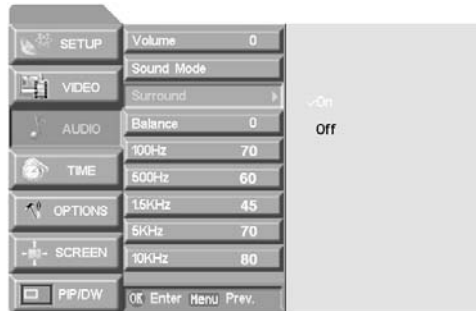 SETUP
VIDEO
AUDIO
TIME
OPTIONS
SCREEN
PIP/DW
Volume 0
Sound Mode
Surround
Balance 0
100Hz 70
500Hz 60
1.5KHz 45
5KHz 70
10KHz 80
OK Enter Menu Prev.
On
Off